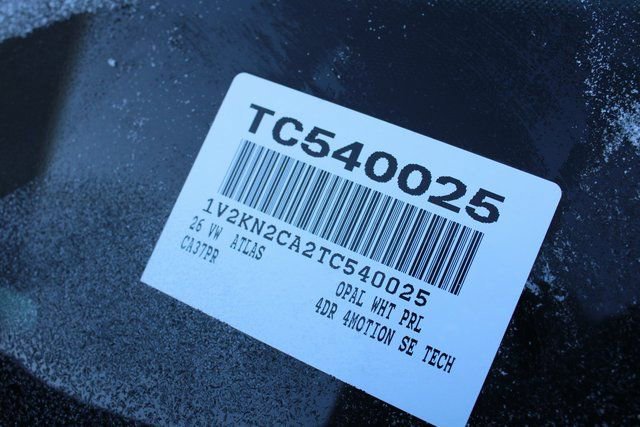 TC540025
1V2KN2CA2TC540025
26 VW ATLAS OPAL WHT PRL
CA37PR 4DR 4MOTION SE TECH